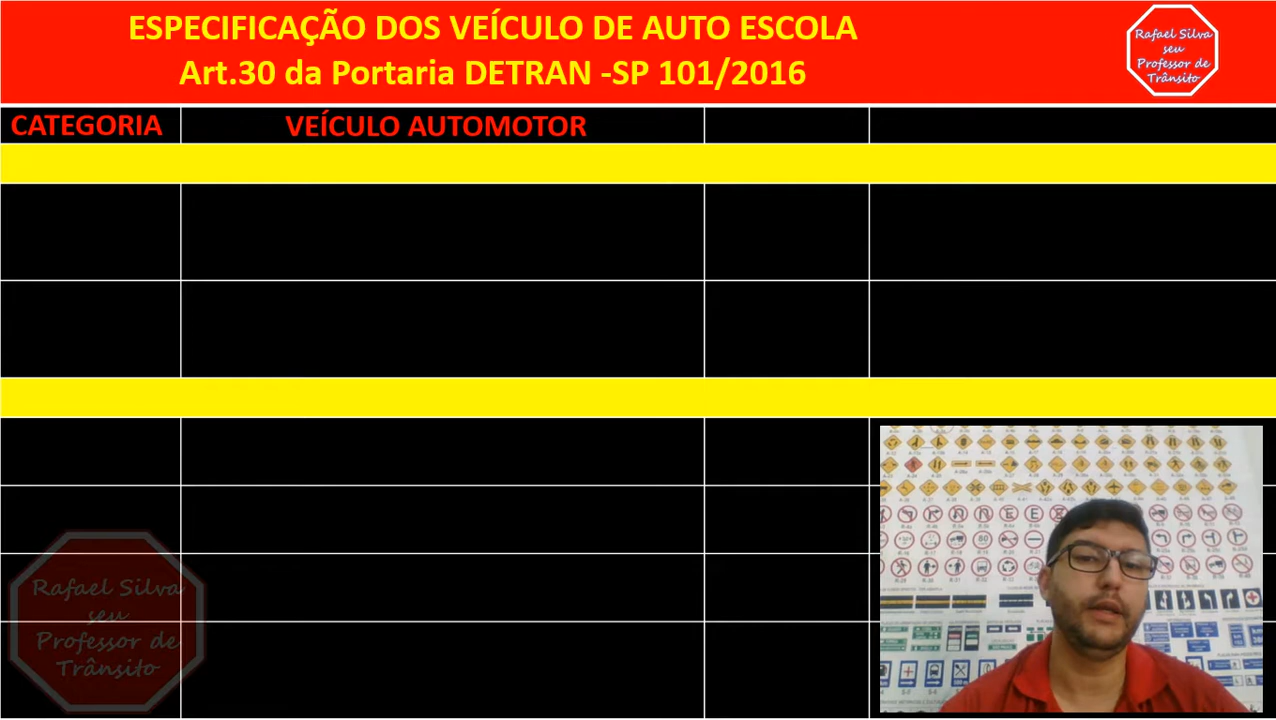 ESPECIFICAÇÃO DOS VEÍCULO DE AUTO ESCOLA
Art.30 da Portaria DETRAN -SP 101/2016
Rafael Silva
seu
Professor de
Trânsito
CATEGORIA
VEÍCULO AUTOMOTOR
Rafael Silva
seu
Professor de
Trânsito